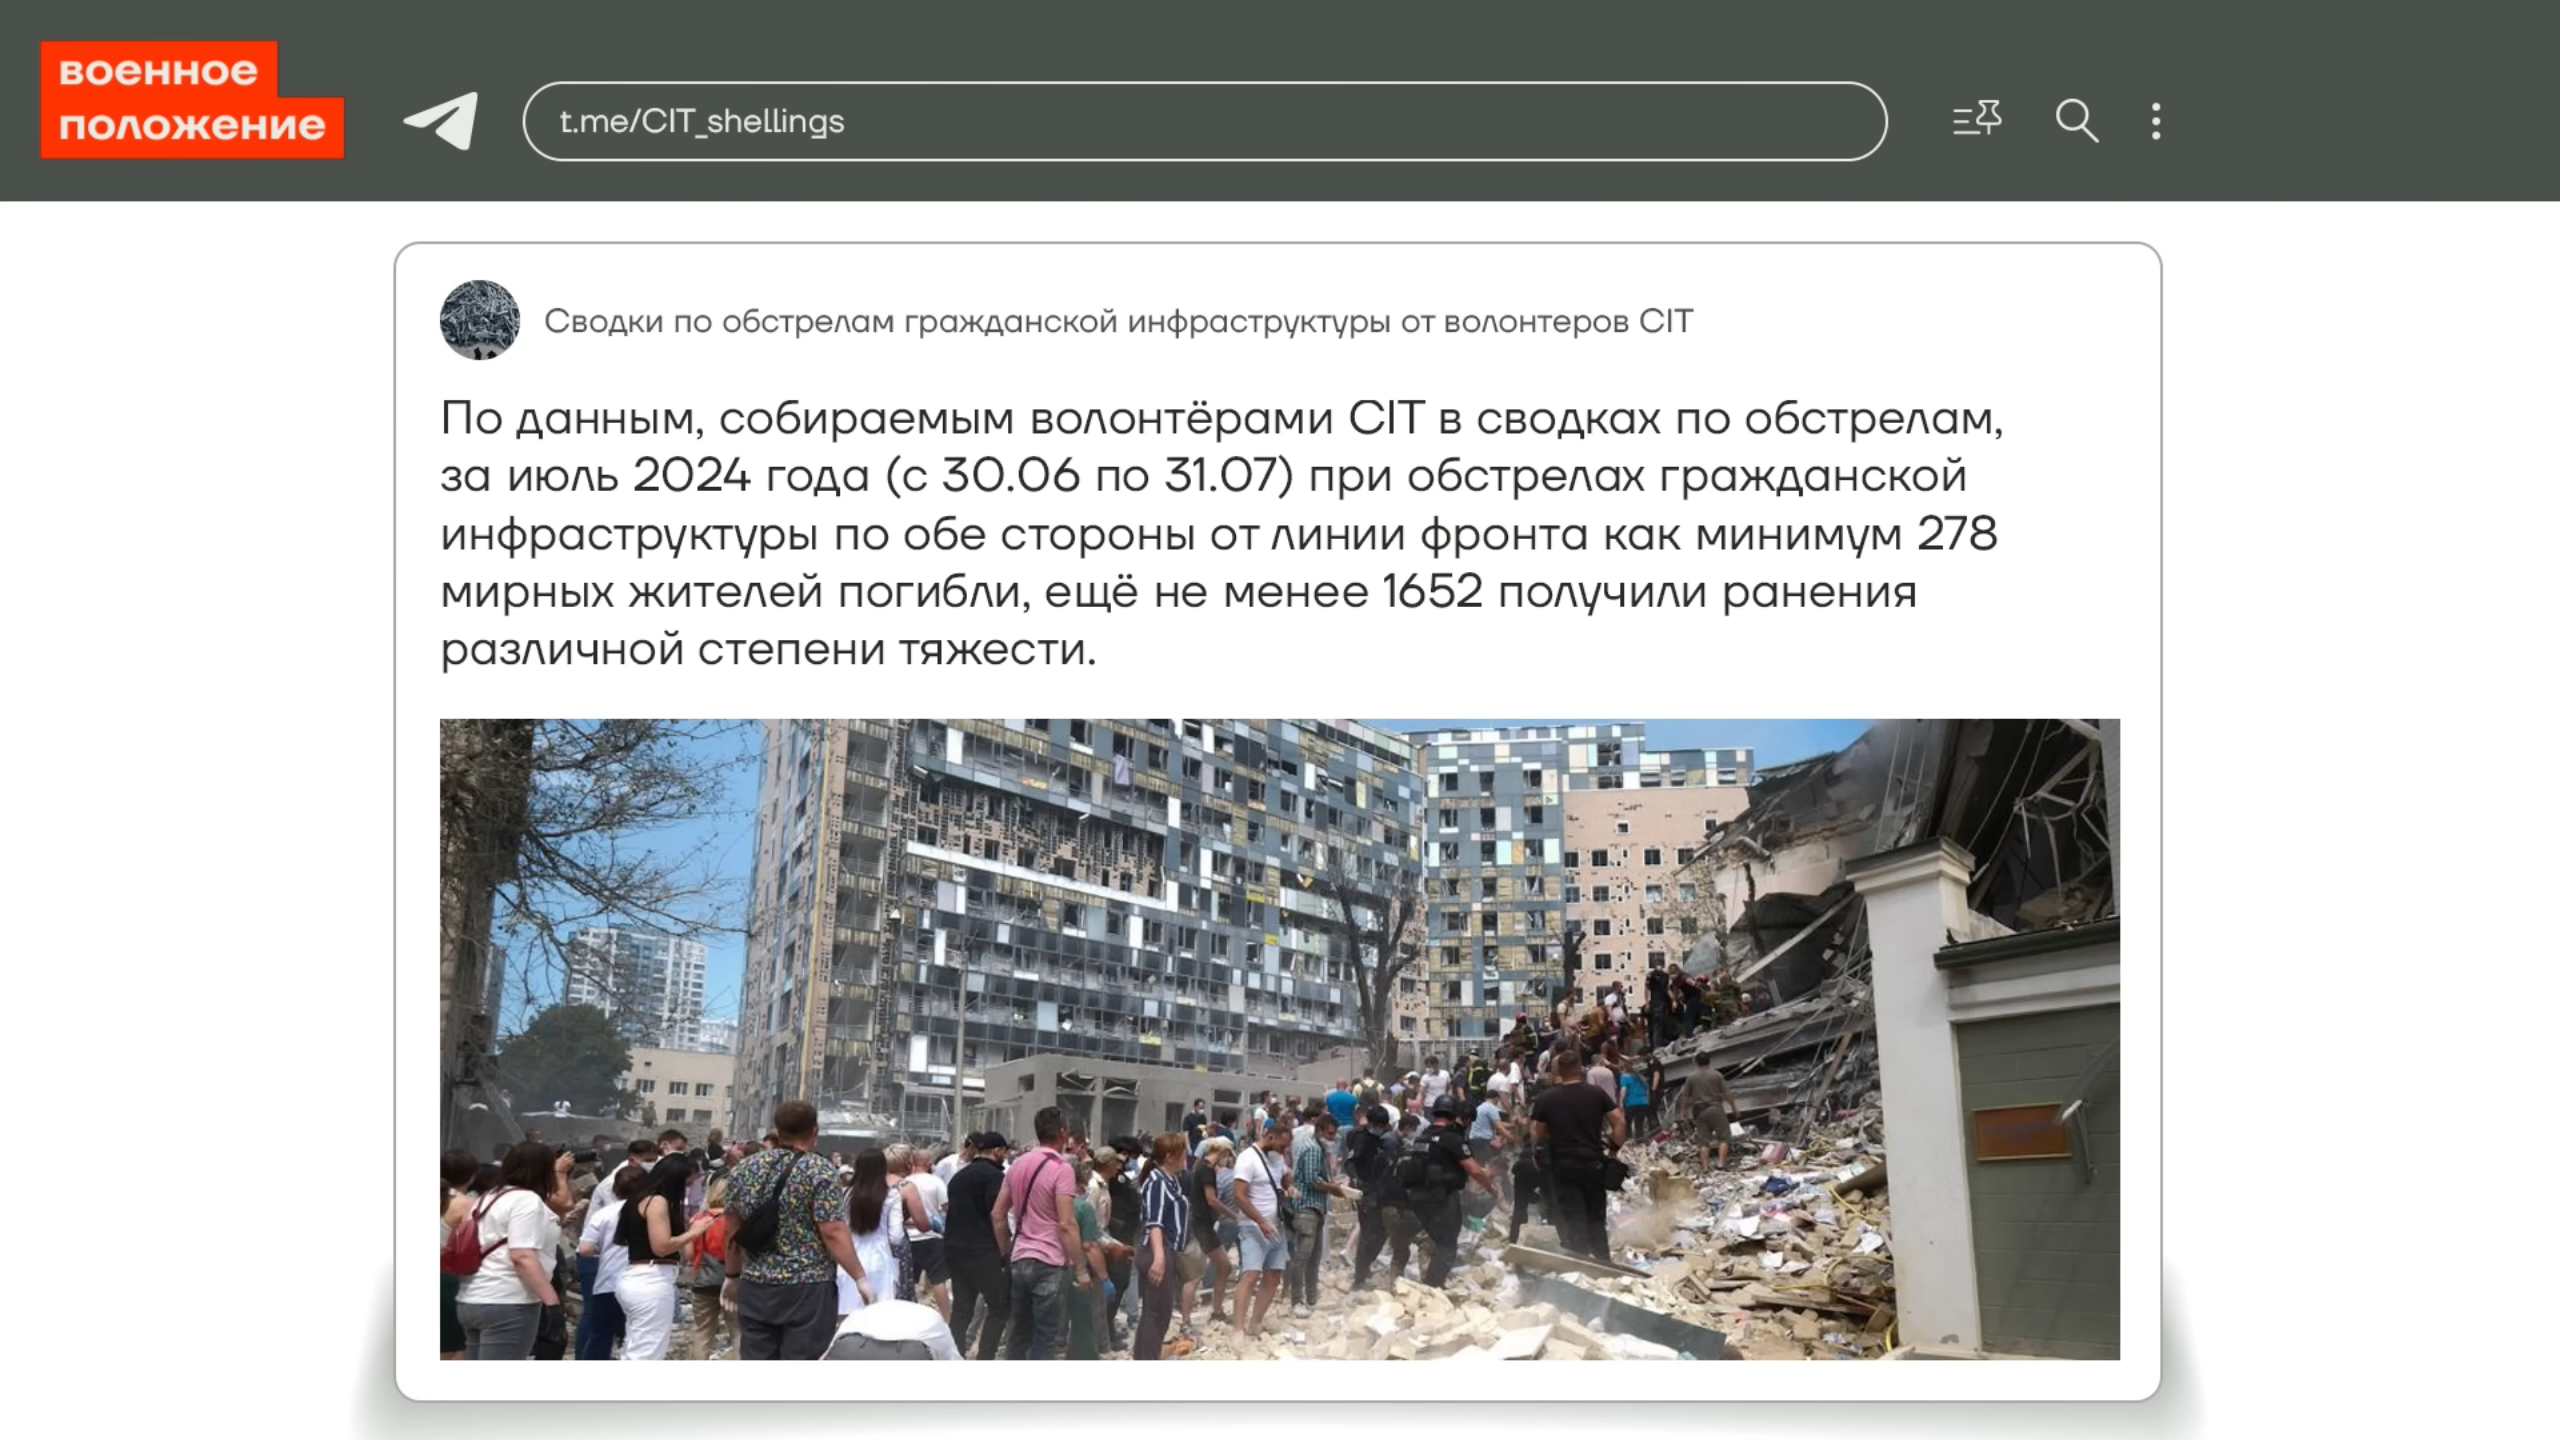 военное
положение
t.me/CIT_shellings
Сводки по обстрелам гражданской инфраструктуры от волонтеров CIT
По данным, собираемым волонтёрами CIT в сводках по обстрелам,
за июль 2024 года (с 30.06 по 31.07) при обстрелах гражданской
инфраструктуры по обе стороны от линии фронта как минимум 278
мирных жителей погибли, ещё не менее 1652 получили ранения
различной степени тяжести.